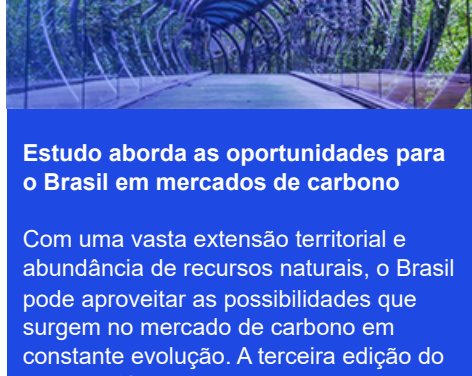 Estudo aborda as oportunidades para
o Brasil em mercados de carbono
Com uma vasta extensão territorial e
abundância de recursos naturais, o Brasil
pode aproveitar as possibilidades que
surgem no mercado de carbono em
constante evolução. A terceira edição do